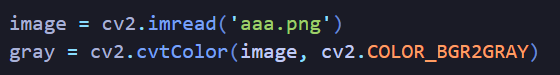 image = cv2.imread('aaa.png')
gray = cv2.cvtColor(image, cv2.COLOR_BGR2GRAY)